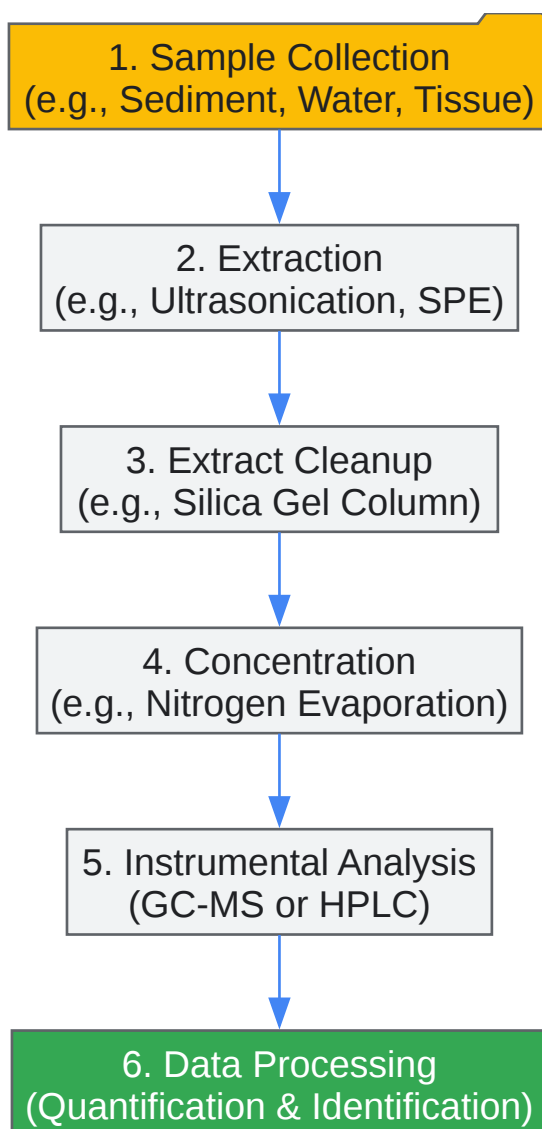 1. Sample Collection
(e.g., Sediment, Water, Tissue)
2. Extraction
(e.g., Ultrasonication, SPE)
3. Extract Cleanup
(e.g., Silica Gel Column)
4. Concentration
(e.g., Nitrogen Evaporation)
5. Instrumental Analysis
(GC-MS or HPLC)
6. Data Processing
(Quantification & Identification)